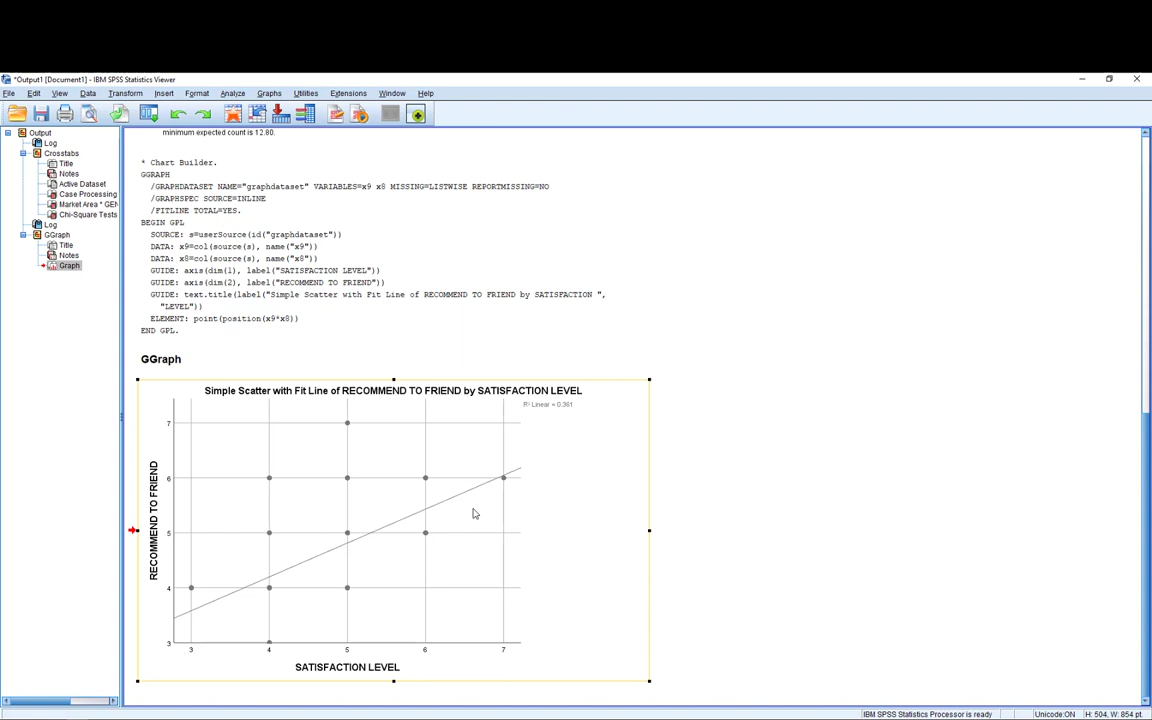 *Output1 [Document1] - IBM SPSS Statistics Viewer
File Edit View Data Transform Insert Format Analyze Graphs Utilities Extensions Window Help
Output
Log
Crosstabs
Title
Notes
Active Dataset
Case Processing
Market Area * GEN
Chi-Square Tests
Log
GGraph
Title
Notes
Graph
minimum expected count is 12.80.
* Chart Builder.
GGRAPH
/GRAPHDATASET NAME="graphdataset" VARIABLES=x9 x8 MISSING=LISTWISE REPORTMISSING=NO
/GRAPHSPEC SOURCE=INLINE
/FITLINE TOTAL=YES.
BEGIN GPL
SOURCE: s=userSource(id("graphdataset"))
DATA: x9=col(source(s), name("x9"))
DATA: x8=col(source(s), name("x8"))
GUIDE: axis(dim(1), label("SATISFACTION LEVEL"))
GUIDE: axis(dim(2), label("RECOMMEND TO FRIEND"))
GUIDE: text.title(label("Simple Scatter with Fit Line of RECOMMEND TO FRIEND by SATISFACTION ",
"LEVEL"))
ELEMENT: point(position(x9*x8))
END GPL.
GGraph
Simple Scatter with Fit Line of RECOMMEND TO FRIEND by SATISFACTION LEVEL
R² Linear = 0.361
RECOMMEND TO FRIEND
7
6
5
4
3
3 4 5 6 7
SATISFACTION LEVEL
IBM SPSS Statistics Processor is ready Unicode:ON H: 504, W: 854 pt.